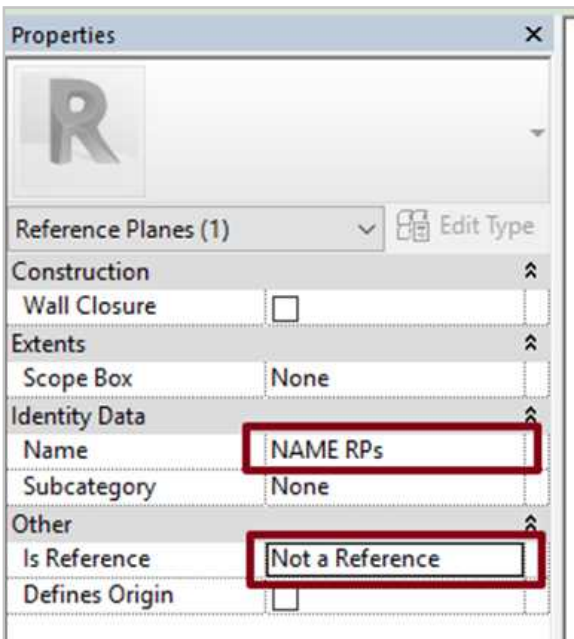 Properties
Reference Planes (1) Edit Type
Construction
Wall Closure
Extents
Scope Box None
Identity Data
Name NAME RPs
Subcategory None
Other
Is Reference Not a Reference
Defines Origin